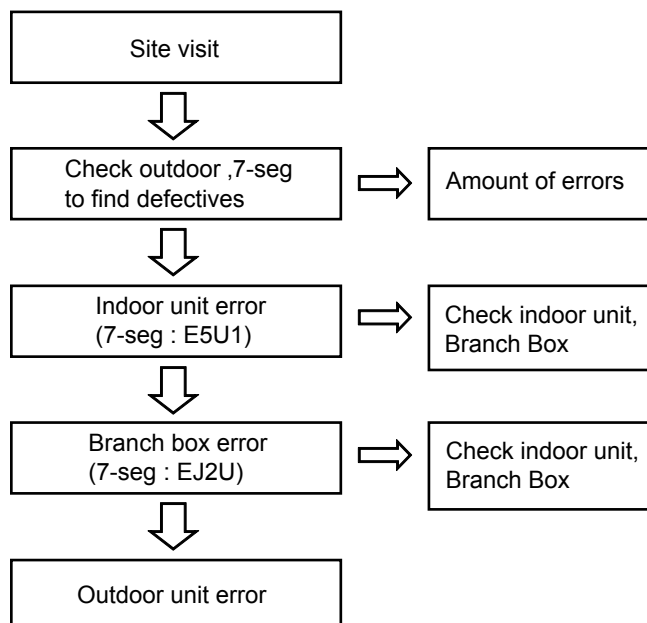 Site visit
Check outdoor ,7-seg
to find defectives
Amount of errors
Indoor unit error
(7-seg : E5U1)
Check indoor unit,
Branch Box
Branch box error
(7-seg : EJ2U)
Check indoor unit,
Branch Box
Outdoor unit error